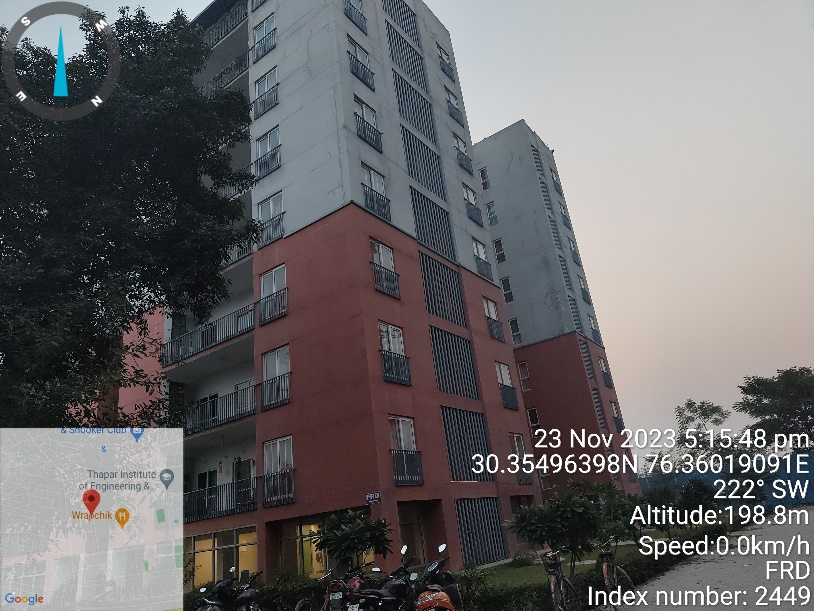 S
W
E
N
& Snooker Club
&
Thapar Institute
of Engineering &...
Wrapchik
Google
23 Nov 2023 5:15:48 pm
30.35496398N 76.36019091E
222° SW
Altitude:198.8m
Speed:0.0km/h
FRD
Index number: 2449